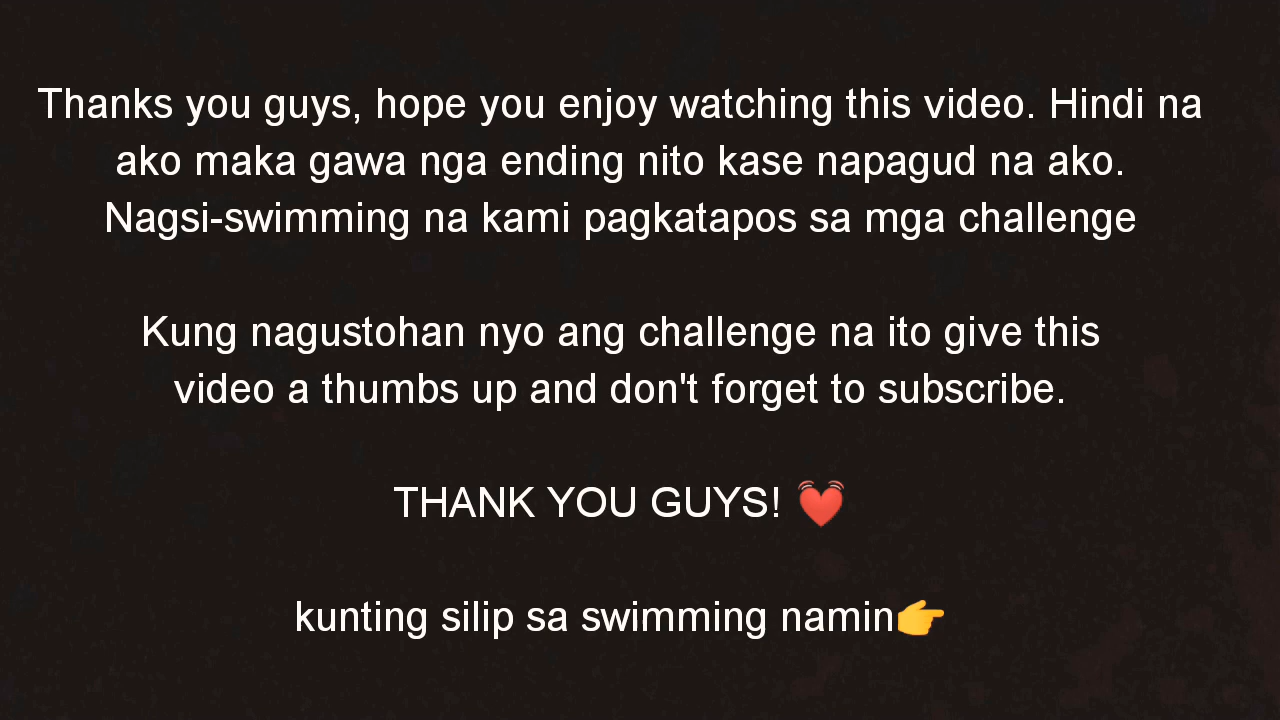 Thanks you guys, hope you enjoy watching this video. Hindi na
ako maka gawa nga ending nito kase napagud na ako.
Nagsi-swimming na kami pagkatapos sa mga challenge
Kung nagustohan nyo ang challenge na ito give this
video a thumbs up and don't forget to subscribe.
THANK YOU GUYS! 💓
kunting silip sa swimming namin👉